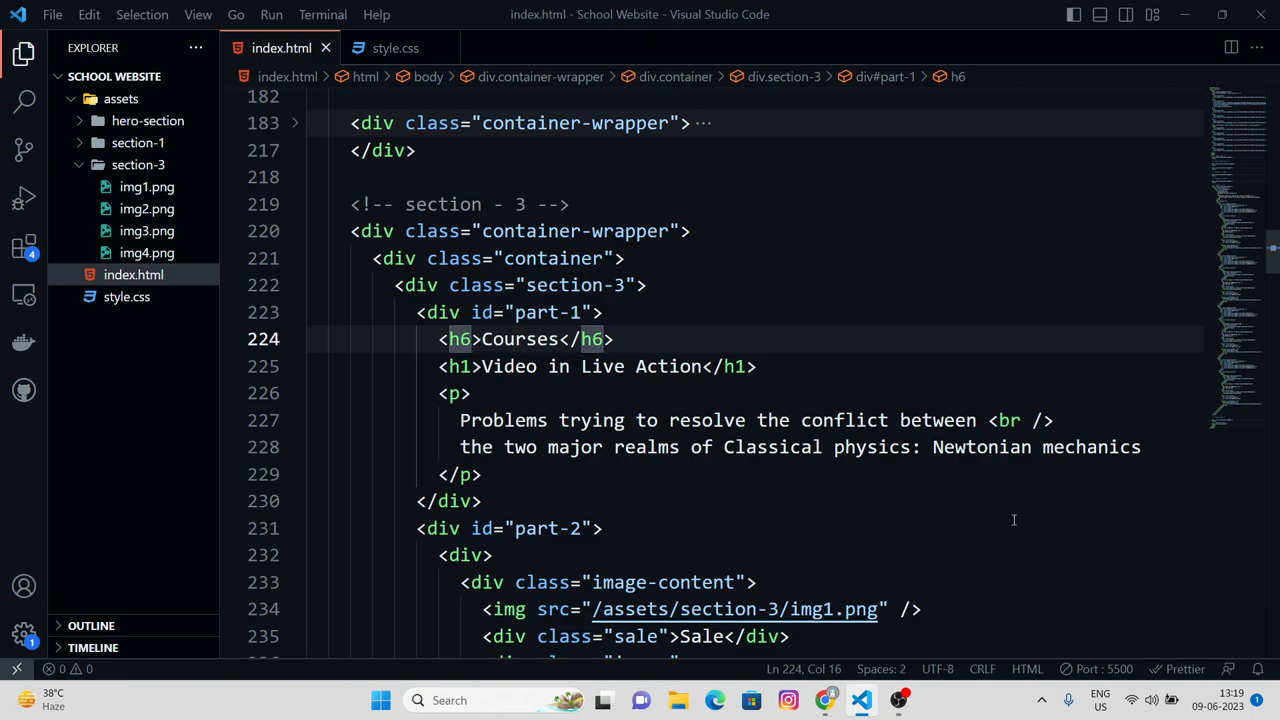 File Edit Selection View Go Run Terminal Help index.html - School Website - Visual Studio Code
EXPLORER
index.html
style.css
SCHOOL WEBSITE
assets
hero-section
section-1
section-3
img1.png
img2.png
img3.png
img4.png
index.html
style.css
OUTLINE
TIMELINE
4
1
index.html html body div.container-wrapper div.container div.section-3 div#part-1 h6
182
183 <div class="container-wrapper">
217 </div>
218
219 <!-- section - 3 -->
220 <div class="container-wrapper">
221 <div class="container">
222 <div class="section-3">
223 <div id="part-1">
224 <h6>Courses</h6>
225 <h1>Video in Live Action</h1>
226 <p>
227 Problems trying to resolve the conflict between <br />
228 the two major realms of Classical physics: Newtonian mechanics
229 </p>
230 </div>
231 <div id="part-2">
232 <div>
233 <div class="image-content">
234 <img src="/assets/section-3/img1.png" />
235 <div class="sale">Sale</div>
0 0 Ln 224, Col 16 Spaces: 2 UTF-8 CRLF HTML Port : 5500 Prettier
38°C
Haze
Search
ENG
US
13:19
09-06-2023
1